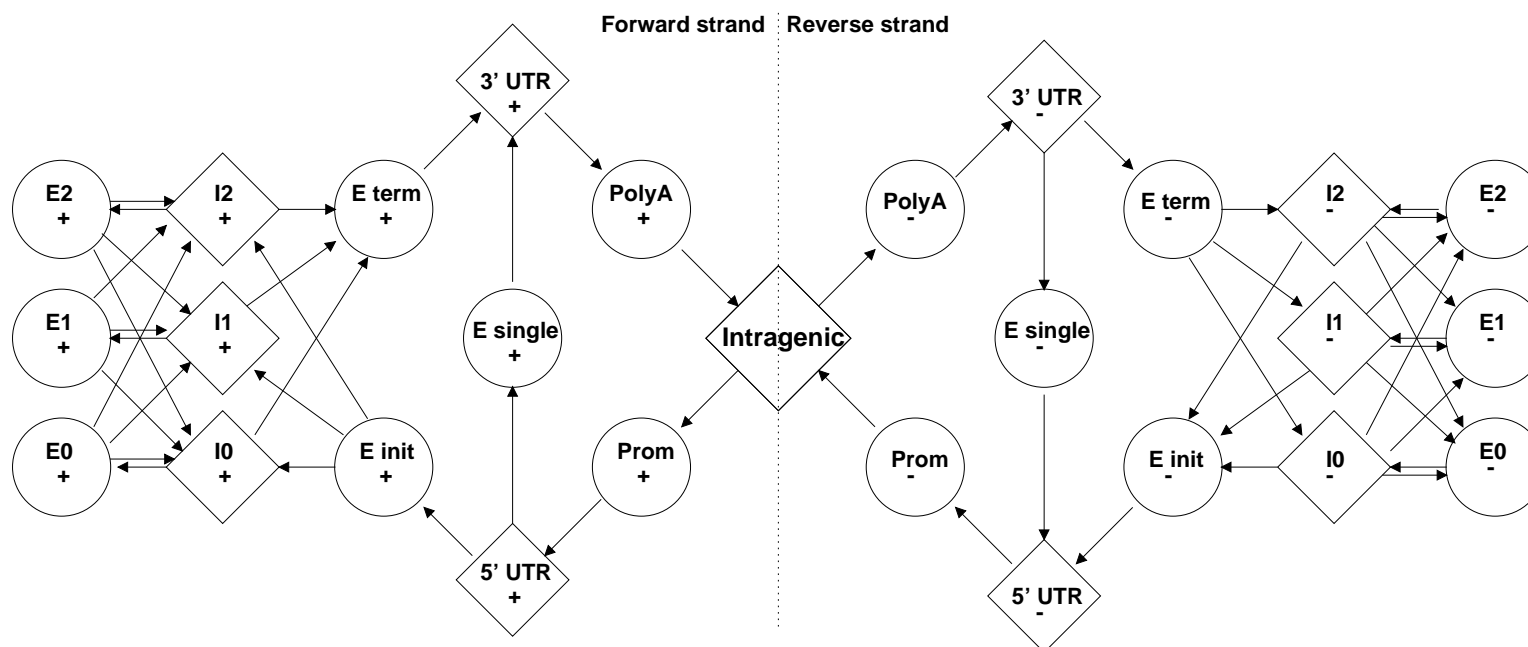 Forward strand
Reverse strand
3' UTR
+
3' UTR
-
E2
+
I2
+
E term
+
PolyA
+
PolyA
-
E term
-
I2
-
E2
-
E1
+
I1
+
E single
+
Intragenic
E single
-
I1
-
E1
-
E0
+
I0
+
E init
+
Prom
+
Prom
-
E init
-
I0
-
E0
-
5' UTR
+
5' UTR
-